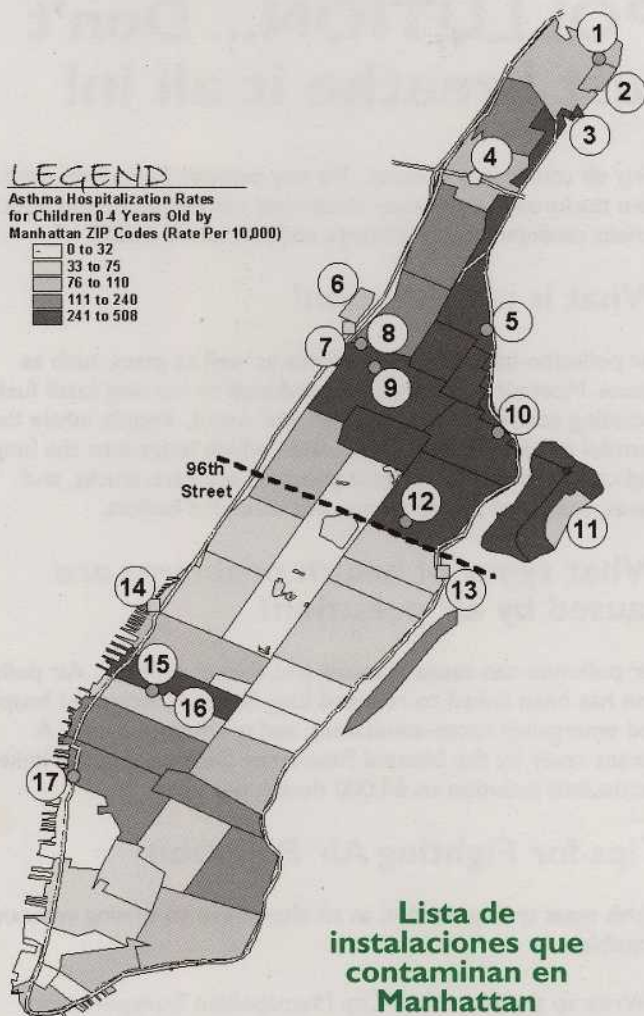 LEGEND
Asthma Hospitalization Rates
for Children 0-4 Years Old by
Manhattan ZIP Codes (Rate Per 10,000)
0 to 32
33 to 75
76 to 110
111 to 240
241 to 508
1
2
3
4
5
6
7
8
9
10
11
96th
Street
12
13
14
15
16
17
Lista de
instalaciones que
contaminan en
Manhattan